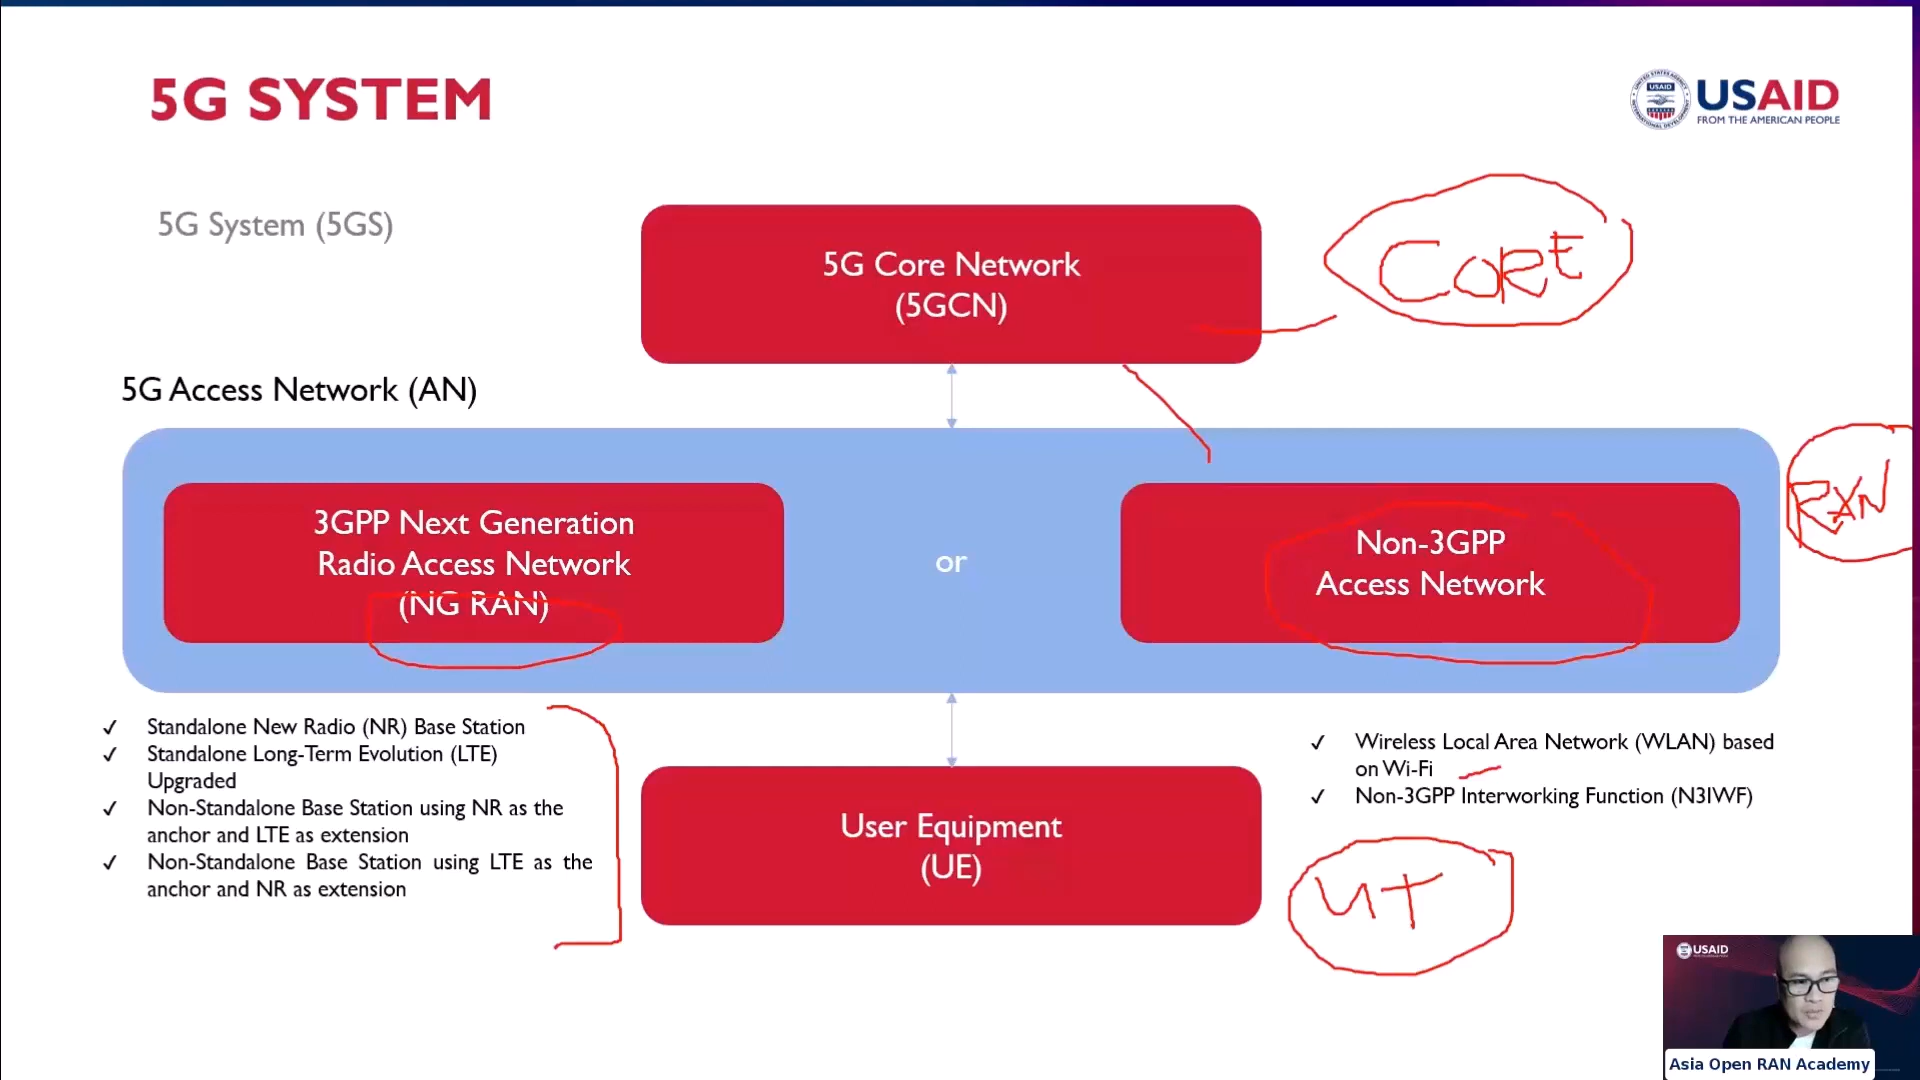 5G SYSTEM
USAID
FROM THE AMERICAN PEOPLE
5G System (5GS)
5G Core Network
(5GCN)
CORE
5G Access Network (AN)
3GPP Next Generation
Radio Access Network
(NG RAN)
or
Non-3GPP
Access Network
RAN
✓ Standalone New Radio (NR) Base Station
✓ Standalone Long-Term Evolution (LTE)
Upgraded
✓ Non-Standalone Base Station using NR as the
anchor and LTE as extension
✓ Non-Standalone Base Station using LTE as the
anchor and NR as extension
User Equipment
(UE)
✓ Wireless Local Area Network (WLAN) based
on Wi-Fi
✓ Non-3GPP Interworking Function (N3IWF)
UT
USAID
Asia Open RAN Academy